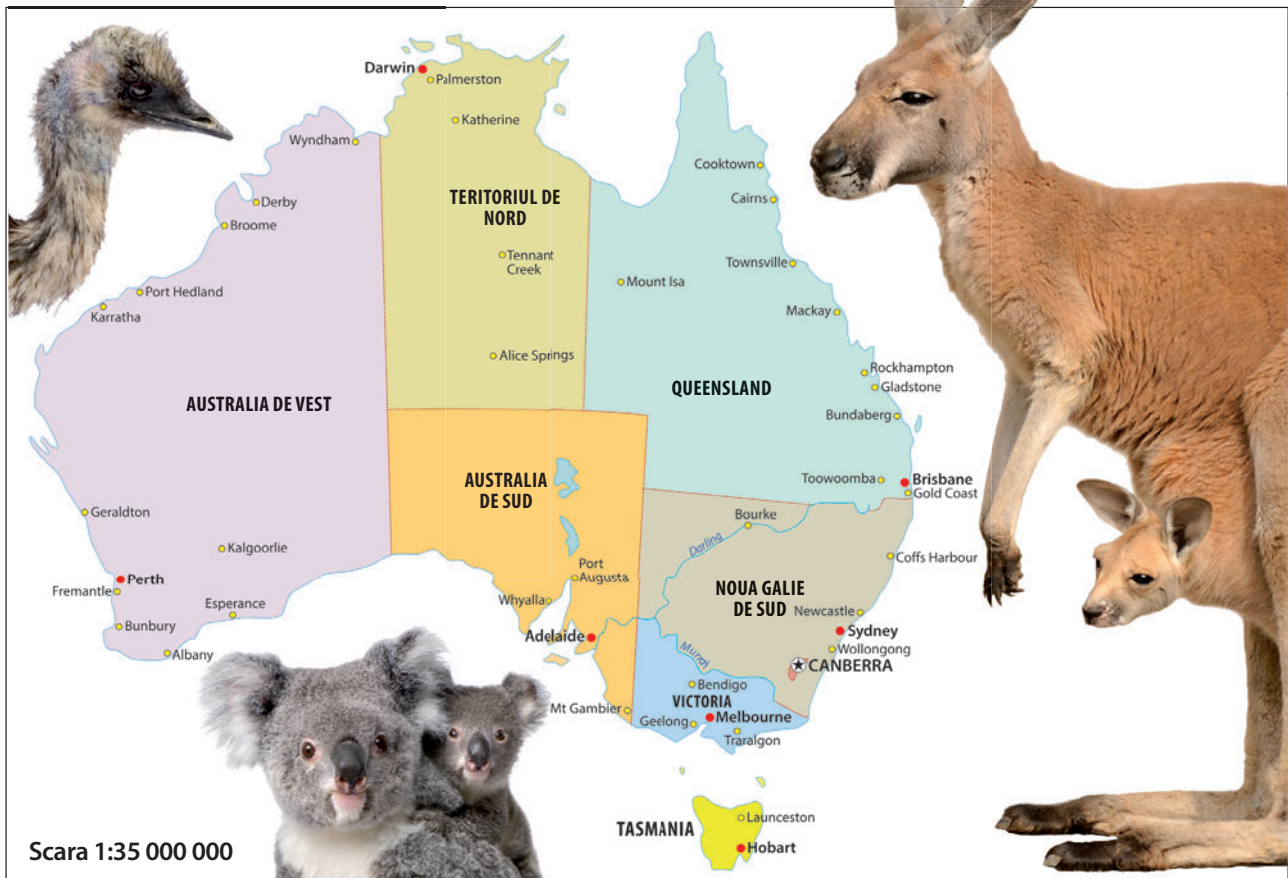 Darwin
Palmerston
Katherine
Wyndham
Cooktown
TERITORIUL DE
NORD
Derby
Cairns
Broome
Tennant
Creek
Townsville
Mount Isa
Port Hedland
Karratha
Mackay
Alice Springs
Rockhampton
Gladstone
QUEENSLAND
AUSTRALIA DE VEST
Bundaberg
AUSTRALIA
DE SUD
Toowoomba
Brisbane
Gold Coast
Geraldton
Bourke
Darling
Kalgoorlie
Coffs Harbour
Port
Augusta
Perth
Fremantle
NOUA GALIE
DE SUD
Whyalla
Esperance
Newcastle
Bunbury
Adelaide
Sydney
Albany
Murray
Wollongong
CANBERRA
Bendigo
VICTORIA
Mt Gambier
Geelong
Melbourne
Traralgon
TASMANIA
Launceston
Hobart
Scara 1:35 000 000